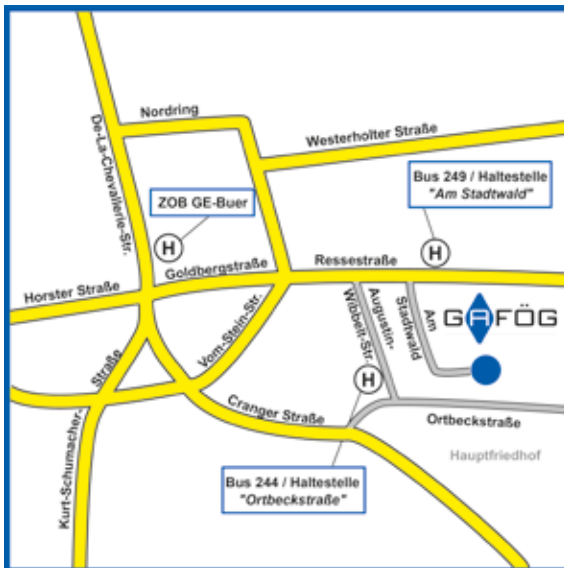 Nordring
Westerholter Straße
De-La-Chevallerie-Str.
Bus 249 / Haltestelle
"Am Stadtwald"
ZOB GE-Buer
H
H
Ressestraße
Goldbergstraße
Horster Straße
Vom-Stein-Str.
Augustin-
Wibbelt-Str.
Am
Stadtwald
GAFÖG
H
Kurt-Schumacher-
Straße
Cranger Straße
Ortbeckstraße
Hauptfriedhof
Bus 244 / Haltestelle
"Ortbeckstraße"